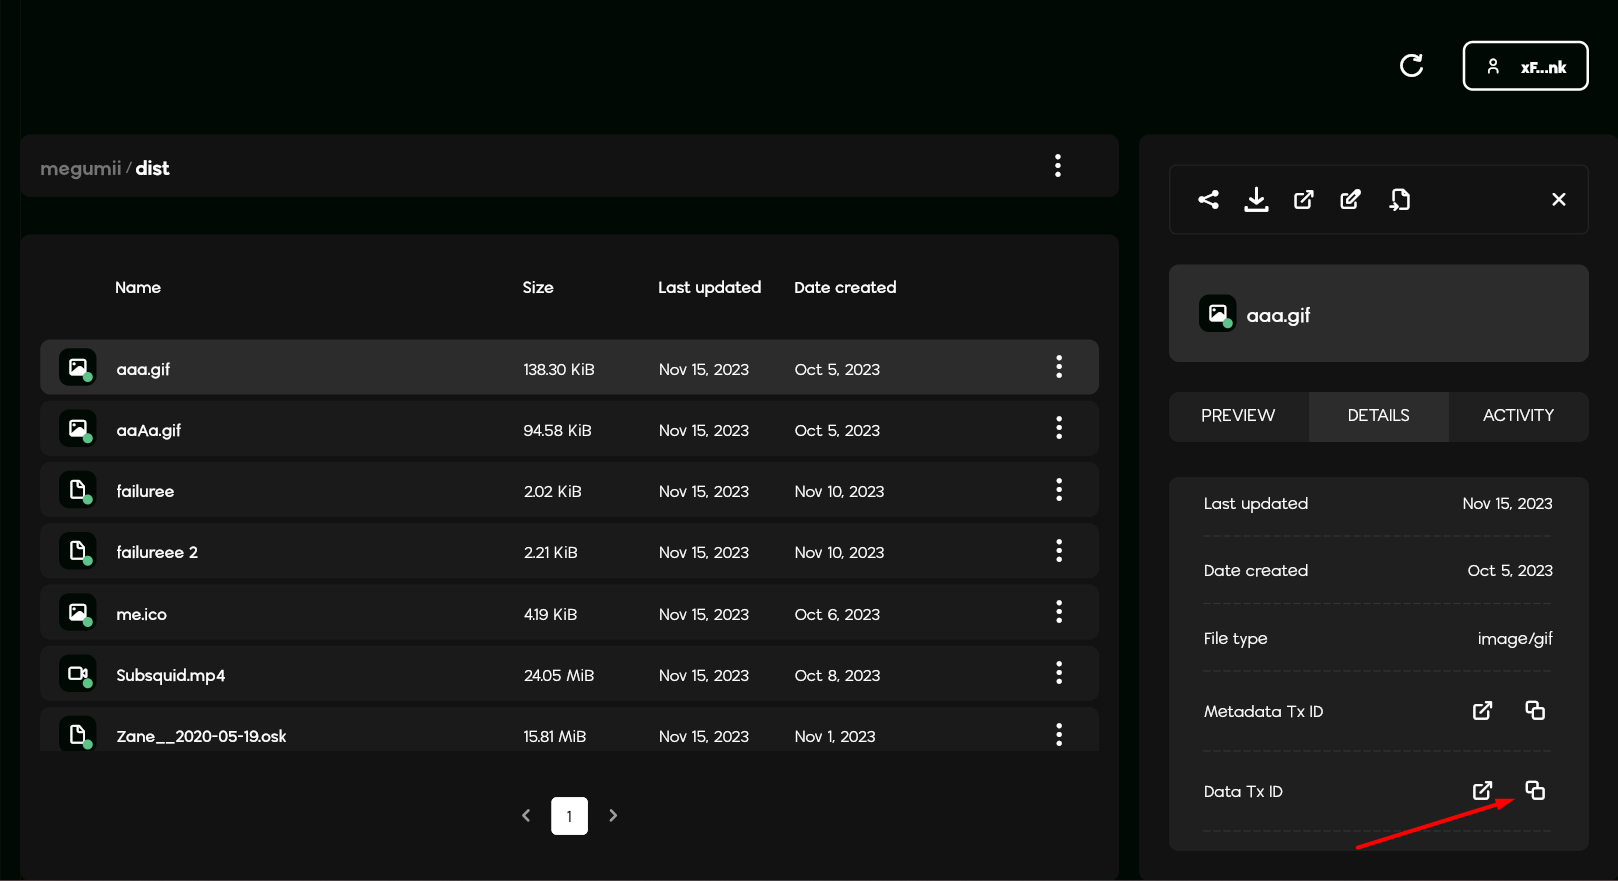 xF...nk
megumii / dist
Name Size Last updated Date created
aaa.gif 138.30 KiB Nov 15, 2023 Oct 5, 2023
aaAa.gif 94.58 KiB Nov 15, 2023 Oct 5, 2023
failuree 2.02 KiB Nov 15, 2023 Nov 10, 2023
failureee 2 2.21 KiB Nov 15, 2023 Nov 10, 2023
me.ico 4.19 KiB Nov 15, 2023 Oct 6, 2023
Subsquid.mp4 24.05 MiB Nov 15, 2023 Oct 8, 2023
Zane__2020-05-19.osk 15.81 MiB Nov 15, 2023 Nov 1, 2023
1
aaa.gif
PREVIEW DETAILS ACTIVITY
Last updated Nov 15, 2023
Date created Oct 5, 2023
File type image/gif
Metadata Tx ID
Data Tx ID